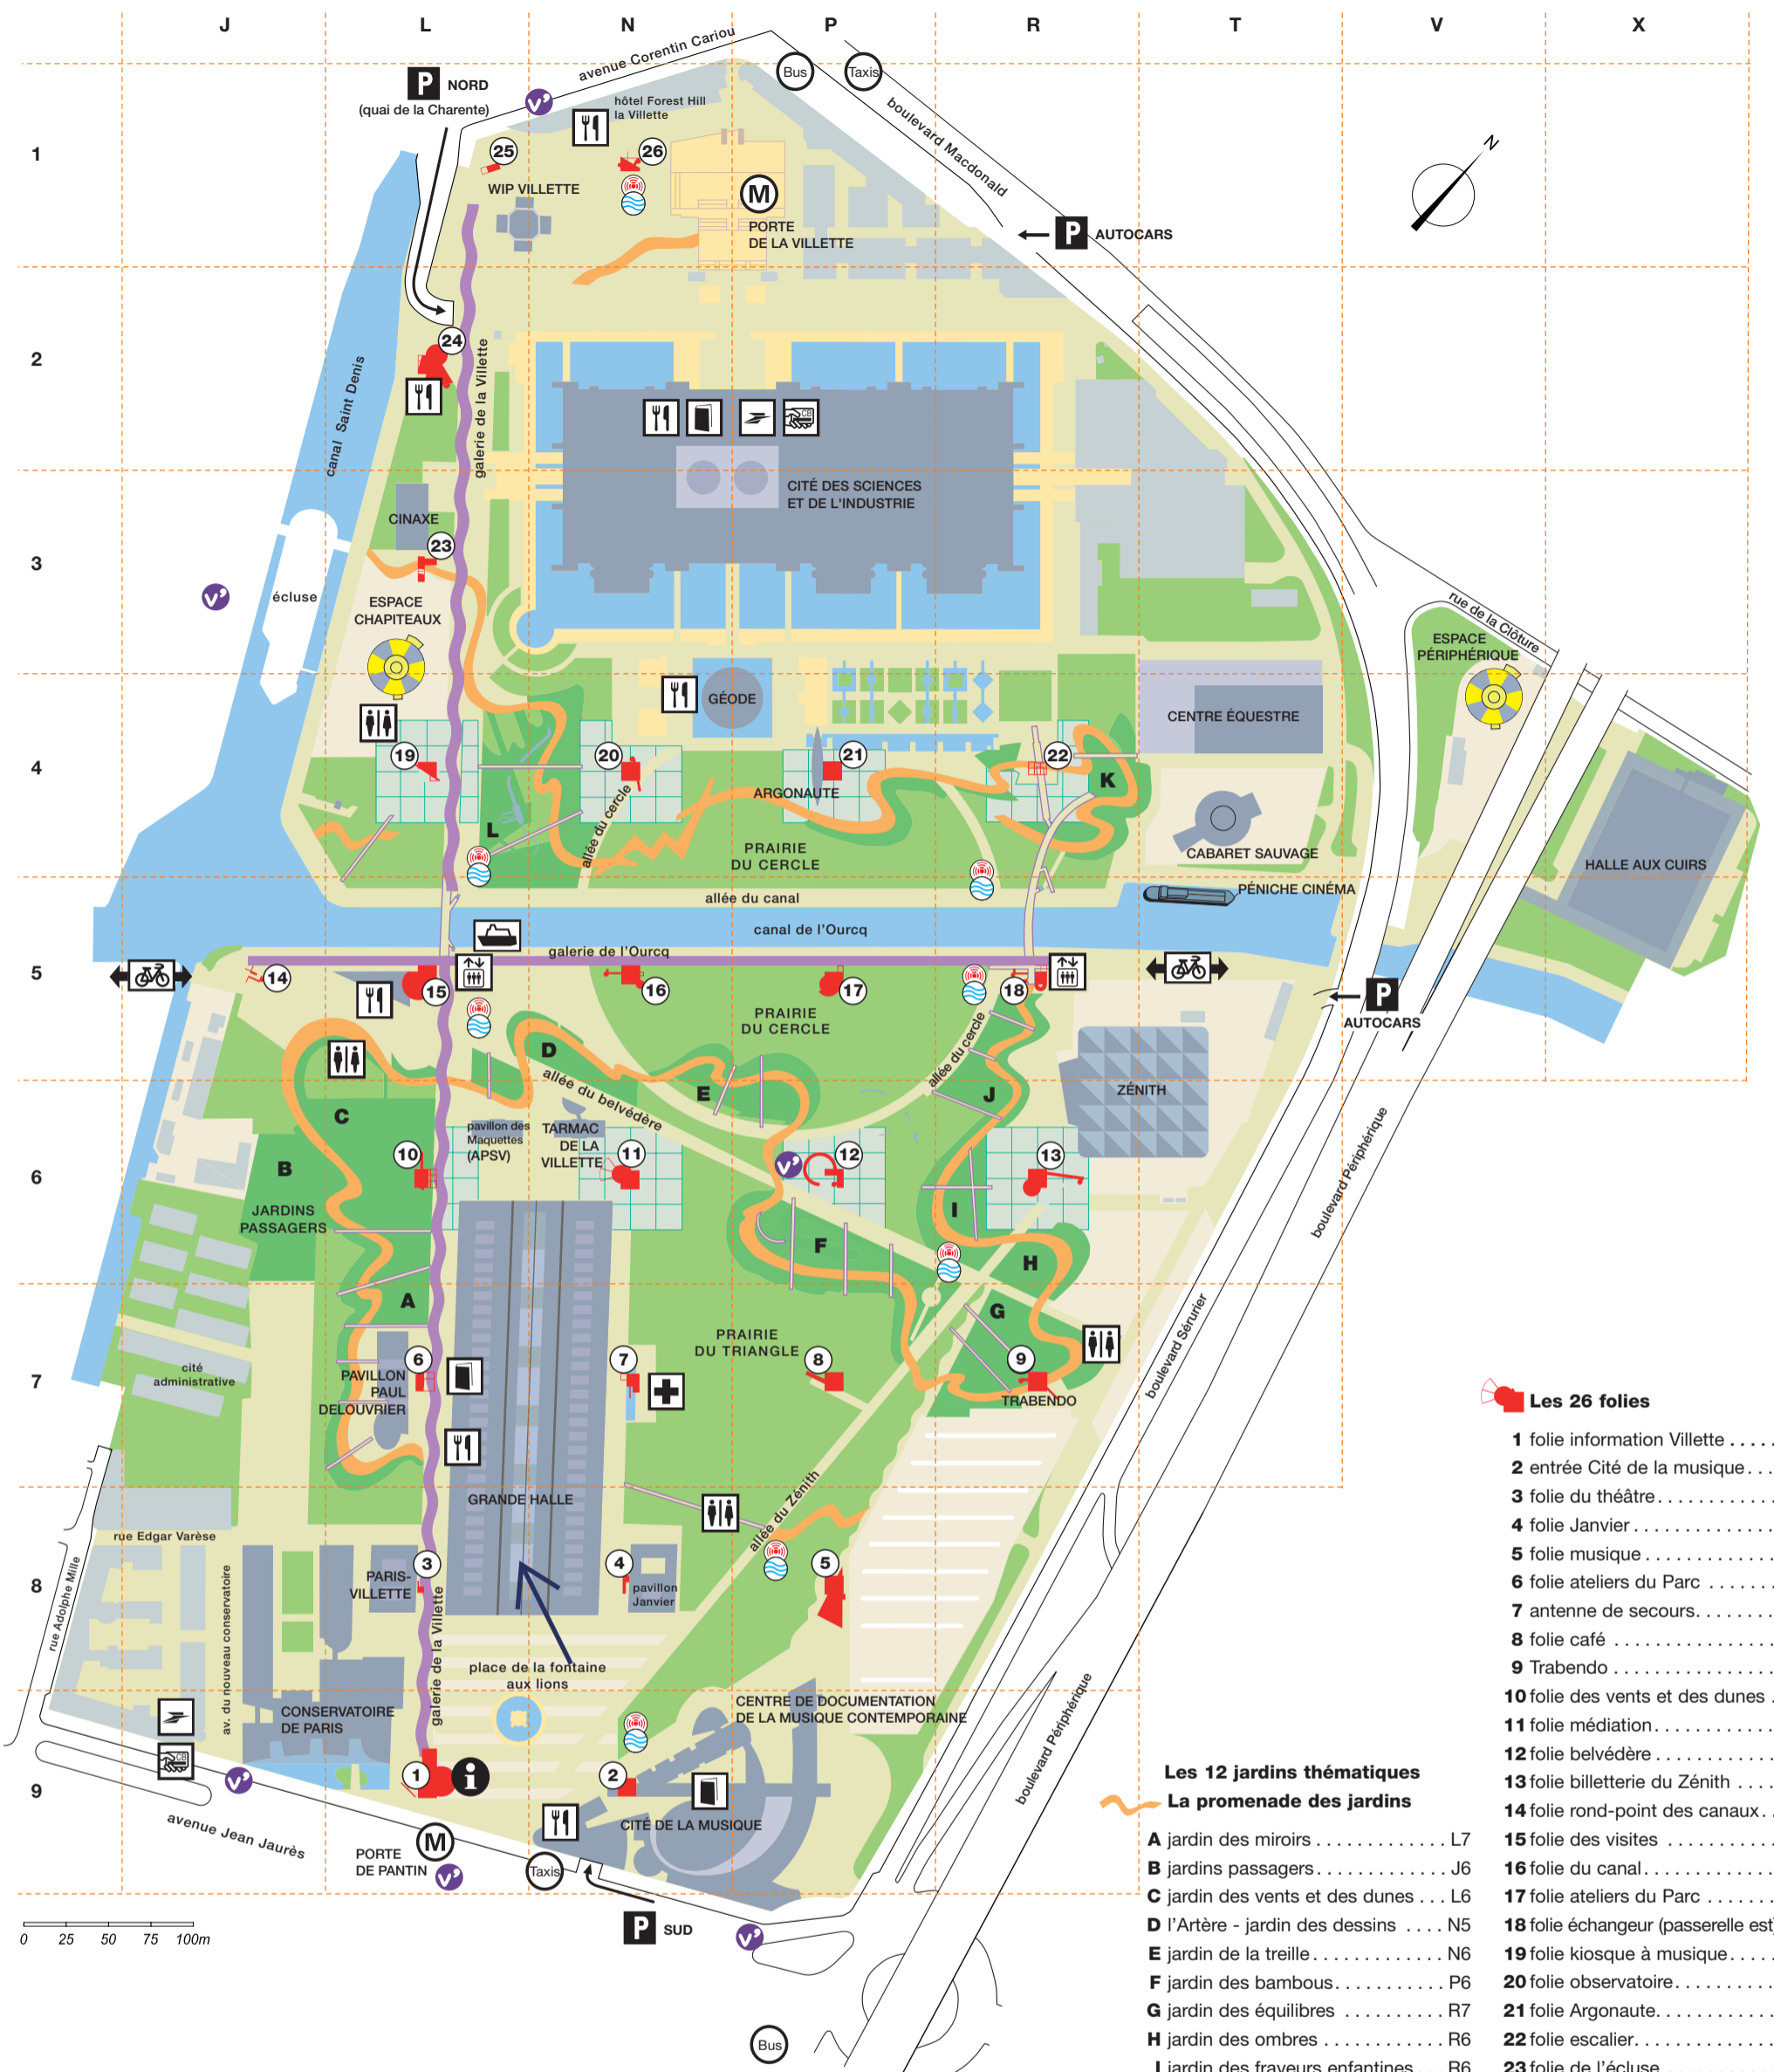 J L N P R T V X
1
2
3
4
5
6
7
8
9
avenue Corentin Cariou
Bus
Taxis
P NORD
(quai de la Charente)
v'
hôtel Forest Hill
la Villette
boulevard Macdonald
N
25
26
WIP VILLETTE
M
PORTE
DE LA VILLETTE
P AUTOCARS
24
canal Saint Denis
galerie de la Villette
CB
CITÉ DES SCIENCES
ET DE L'INDUSTRIE
CINAXE
23
v'
écluse
ESPACE
CHAPITEAUX
rue de la Clôture
ESPACE
PÉRIPHÉRIQUE
GÉODE
CENTRE ÉQUESTRE
19
20
21
22
K
ARGONAUTE
L
allée du cercle
PRAIRIE
DU CERCLE
CABARET SAUVAGE
HALLE AUX CUIRS
PÉNICHE CINÉMA
allée du canal
canal de l'Ourcq
galerie de l'Ourcq
14
15
16
17
18
P
AUTOCARS
PRAIRIE
DU CERCLE
allée du cercle
D
allée du belvédère
E
J
ZÉNITH
C
pavillon des
Maquettes
(APSV)
TARMAC
DE LA
VILLETTE
boulevard Périphérique
10
11
v'
12
13
B
JARDINS
PASSAGERS
I
F
H
A
G
boulevard Sérurier
PRAIRIE
DU TRIANGLE
cité
administrative
6
7
8
9
PAVILLON
PAUL
DELOUVRIER
TRABENDO
GRANDE HALLE
allée du Zénith
rue Edgar Varèse
rue Adolphe Mille
av. du nouveau conservatoire
PARIS-
VILLETTE
3
4
5
pavillon
Janvier
galerie de la Villette
place de la fontaine
aux lions
CONSERVATOIRE
DE PARIS
CENTRE DE DOCUMENTATION
DE LA MUSIQUE CONTEMPORAINE
boulevard Périphérique
CB
v'
1
i
2
CITÉ DE LA MUSIQUE
avenue Jean Jaurès
M
PORTE
DE PANTIN
v'
Taxis
P SUD
v'
Bus
0 25 50 75 100m
Les 12 jardins thématiques
La promenade des jardins
A jardin des miroirs . . . . . . . . . . . . . L7
B jardins passagers . . . . . . . . . . . . . J6
C jardin des vents et des dunes . . . L6
D l'Artère - jardin des dessins . . . . N5
E jardin de la treille . . . . . . . . . . . . . N6
F jardin des bambous . . . . . . . . . . . P6
G jardin des équilibres . . . . . . . . . . R7
H jardin des ombres . . . . . . . . . . . . R6
I jardin des frayeurs enfantines . . . R6
Les 26 folies
1 folie information Villette . . . . .
2 entrée Cité de la musique . . .
3 folie du théâtre . . . . . . . . . . . .
4 folie Janvier . . . . . . . . . . . . . .
5 folie musique . . . . . . . . . . . . .
6 folie ateliers du Parc . . . . . . .
7 antenne de secours . . . . . . . .
8 folie café . . . . . . . . . . . . . . . .
9 Trabendo . . . . . . . . . . . . . . . .
10 folie des vents et des dunes .
11 folie médiation . . . . . . . . . . . .
12 folie belvédère . . . . . . . . . . . .
13 folie billetterie du Zénith . . . .
14 folie rond-point des canaux . .
15 folie des visites . . . . . . . . . . .
16 folie du canal . . . . . . . . . . . . .
17 folie ateliers du Parc . . . . . . .
18 folie échangeur (passerelle est)
19 folie kiosque à musique . . . . .
20 folie observatoire . . . . . . . . . .
21 folie Argonaute . . . . . . . . . . . .
22 folie escalier . . . . . . . . . . . . . .
23 folie de l'écluse